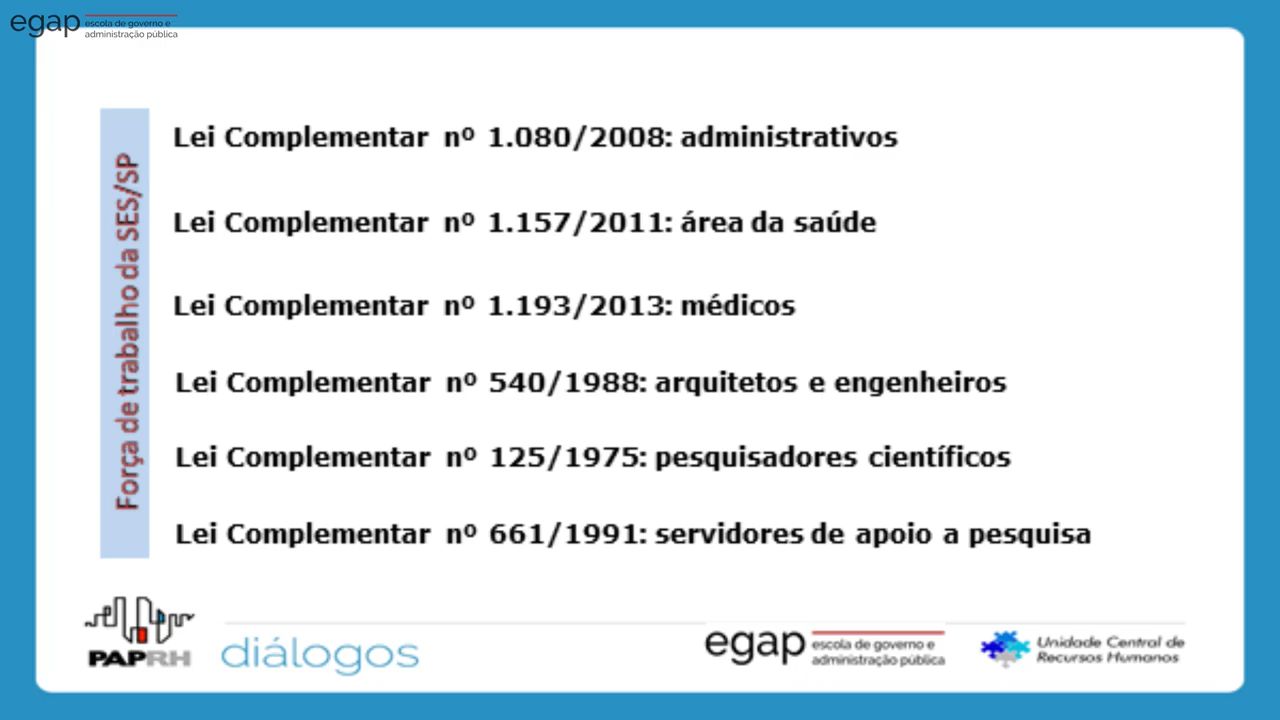 egap escola de governo e
administração pública
Força de trabalho da SES/SP
Lei Complementar nº 1.080/2008: administrativos
Lei Complementar nº 1.157/2011: área da saúde
Lei Complementar nº 1.193/2013: médicos
Lei Complementar nº 540/1988: arquitetos e engenheiros
Lei Complementar nº 125/1975: pesquisadores científicos
Lei Complementar nº 661/1991: servidores de apoio a pesquisa
PAPRH
diálogos
egap escola de governo e
administração pública
Unidade Central de
Recursos Humanos